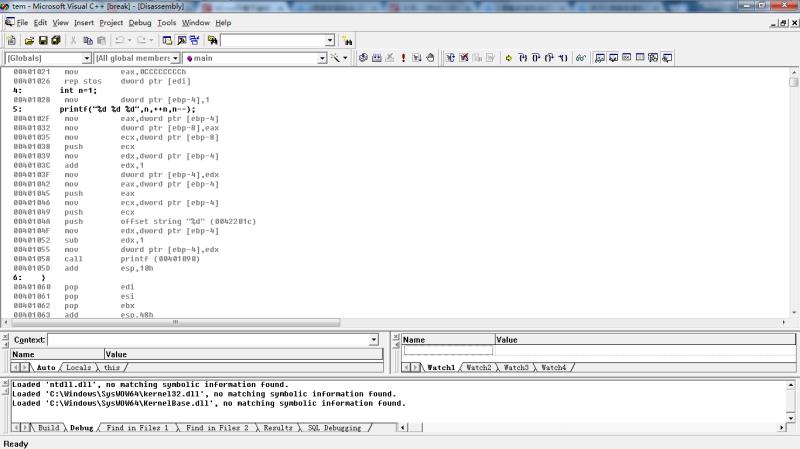 tem - Microsoft Visual C++ [break] - [Disassembly]
File Edit View Insert Project Debug Tools Window Help
[Globals] [All global members] main
00401021 mov eax,0CCCCCCCCh
00401026 rep stos dword ptr [edi]
4: int n=1;
00401028 mov dword ptr [ebp-4],1
5: printf("%d %d %d",n,++n,n--);
0040102F mov eax,dword ptr [ebp-4]
00401032 mov dword ptr [ebp-8],eax
00401035 mov ecx,dword ptr [ebp-8]
00401038 push ecx
00401039 mov edx,dword ptr [ebp-4]
0040103C add edx,1
0040103F mov dword ptr [ebp-4],edx
00401042 mov eax,dword ptr [ebp-4]
00401045 push eax
00401046 mov ecx,dword ptr [ebp-4]
00401049 push ecx
0040104A push offset string "%d" (0042201c)
0040104F mov edx,dword ptr [ebp-4]
00401052 sub edx,1
00401055 mov dword ptr [ebp-4],edx
00401058 call printf (00401090)
0040105D add esp,10h
6: }
00401060 pop edi
00401061 pop esi
00401062 pop ebx
00401063 add esp,48h
Context:
Name Value
Auto Locals this
Name Value
Watch1 Watch2 Watch3 Watch4
Loaded 'ntdll.dll', no matching symbolic information found.
Loaded 'C:\Windows\SysWOW64\kernel32.dll', no matching symbolic information found.
Loaded 'C:\Windows\SysWOW64\KernelBase.dll', no matching symbolic information found.
Build Debug Find in Files 1 Find in Files 2 Results SQL Debugging
Ready